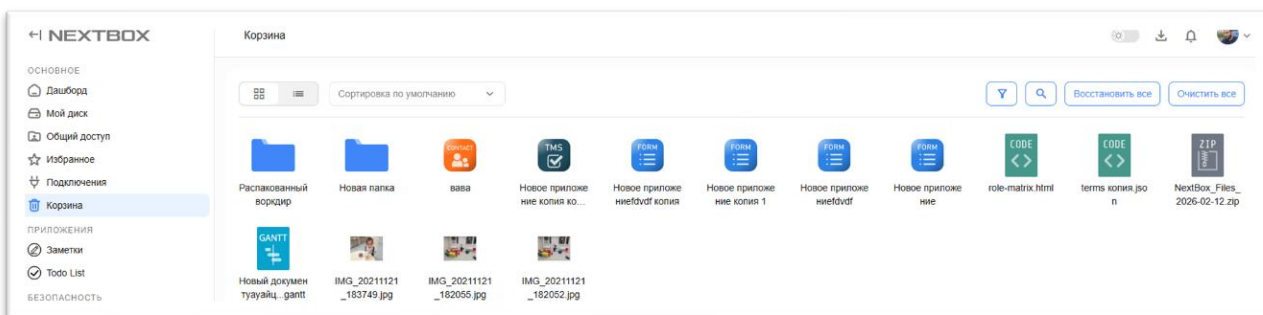 NEXTBOX
Корзина
ОСНОВНОЕ
Дашборд
Мой диск
Общий доступ
Избранное
Подключения
Корзина
ПРИЛОЖЕНИЯ
Заметки
Todo List
БЕЗОПАСНОСТЬ
Сортировка по умолчанию
Восстановить все
Очистить все
CONTACT
TMS
FORM
FORM
FORM
FORM
CODE
CODE
ZIP
Распакованный
воркдир
Новая папка
вава
Новое приложе
ние копия ко...
Новое приложе
ниеfdvdf копия
Новое приложе
ние копия 1
Новое приложе
ниеfdvdf
Новое приложе
ние
role-matrix.html
terms копия.jso
n
NextBox_Files_
2026-02-12.zip
GANTT
Новый докумен
туауайц...gantt
IMG_20211121
_183749.jpg
IMG_20211121
_182055.jpg
IMG_20211121
_182052.jpg